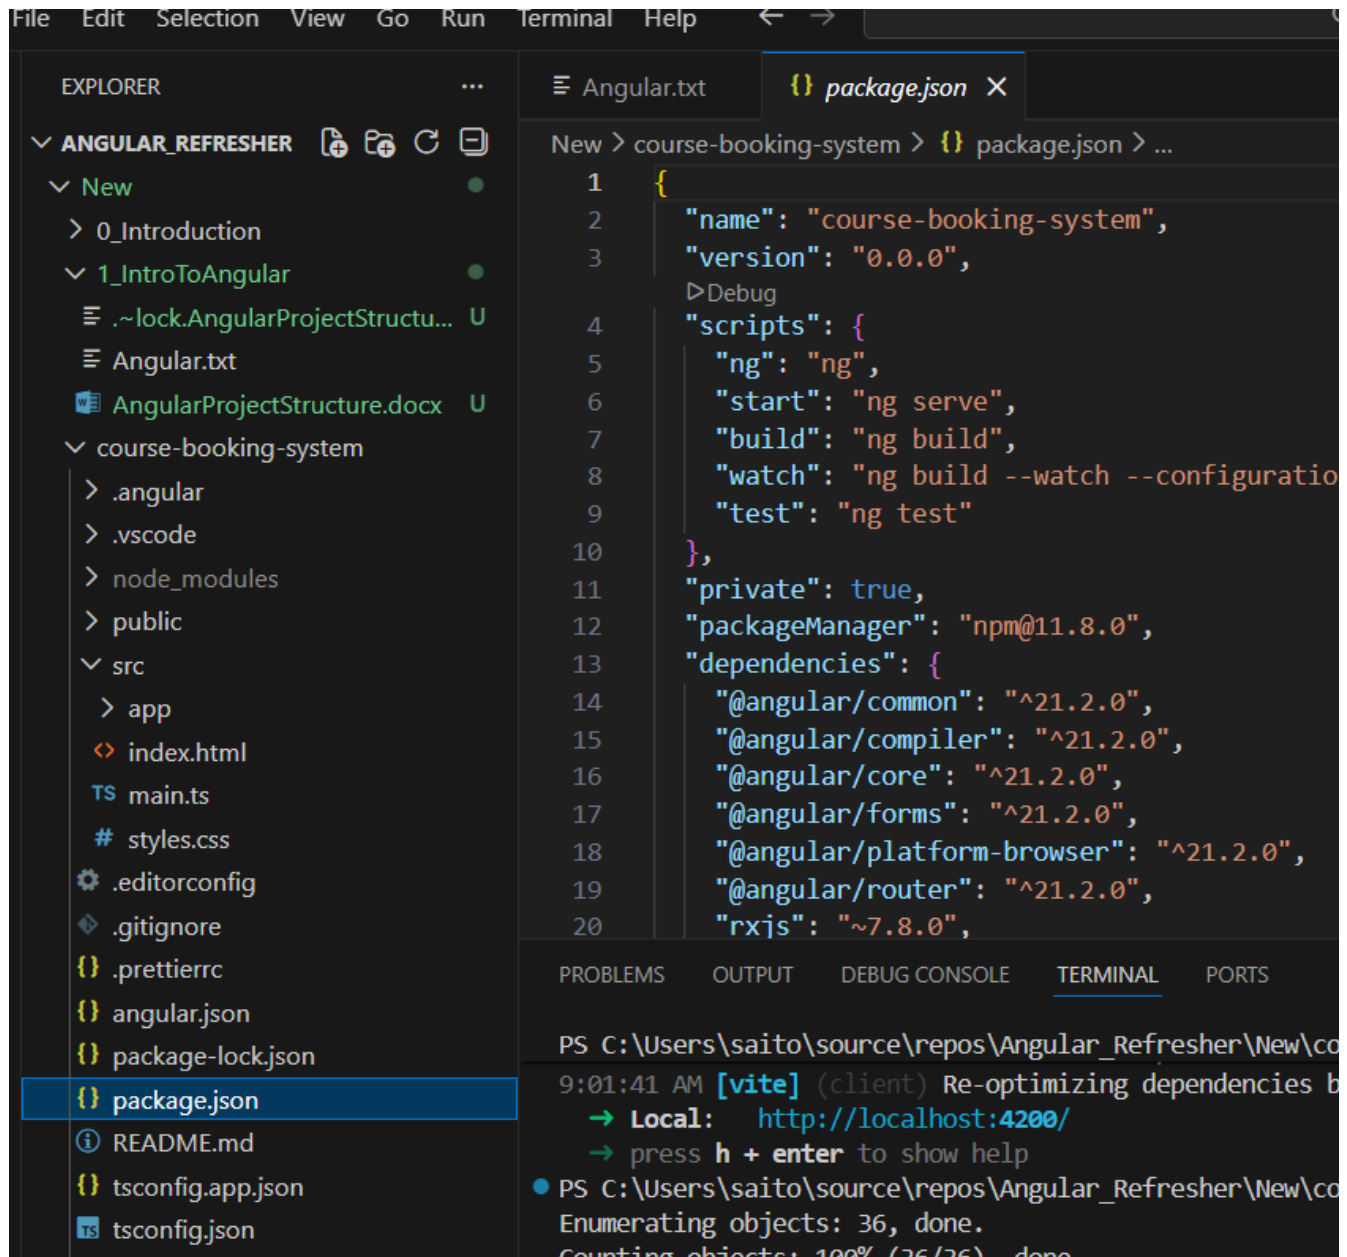 File Edit Selection View Go Run Terminal Help
EXPLORER
ANGULAR_REFRESHER
New
0_Introduction
1_IntroToAngular
.~lock.AngularProjectStructu... U
Angular.txt
AngularProjectStructure.docx U
course-booking-system
.angular
.vscode
node_modules
public
src
app
index.html
TS main.ts
# styles.css
.editorconfig
.gitignore
{} .prettierrc
{} angular.json
{} package-lock.json
{} package.json
README.md
{} tsconfig.app.json
TS tsconfig.json
Angular.txt {} package.json
New > course-booking-system > {} package.json > ...
1 {
2 "name": "course-booking-system",
3 "version": "0.0.0",
Debug
4 "scripts": {
5 "ng": "ng",
6 "start": "ng serve",
7 "build": "ng build",
8 "watch": "ng build --watch --configuratio
9 "test": "ng test"
10 },
11 "private": true,
12 "packageManager": "npm@11.8.0",
13 "dependencies": {
14 "@angular/common": "^21.2.0",
15 "@angular/compiler": "^21.2.0",
16 "@angular/core": "^21.2.0",
17 "@angular/forms": "^21.2.0",
18 "@angular/platform-browser": "^21.2.0",
19 "@angular/router": "^21.2.0",
20 "rxjs": "~7.8.0",
PROBLEMS OUTPUT DEBUG CONSOLE TERMINAL PORTS
PS C:\Users\saito\source\repos\Angular_Refresher\New\co
9:01:41 AM [vite] (client) Re-optimizing dependencies b
➜ Local: http://localhost:4200/
➜ press h + enter to show help
PS C:\Users\saito\source\repos\Angular_Refresher\New\co
Enumerating objects: 36, done.
Counting objects: 100% (36/36), done.